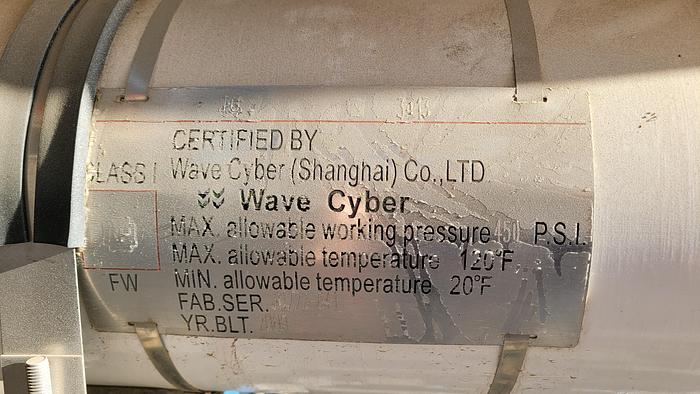 CERTIFIED BY
CLASS I Wave Cyber (Shanghai) Co.,LTD
Wave Cyber
MAX. allowable working pressure 450 P.S.I.
MAX. allowable temperature 120°F
FW MIN. allowable temperature 20°F
FAB.SER.
YR.BLT.